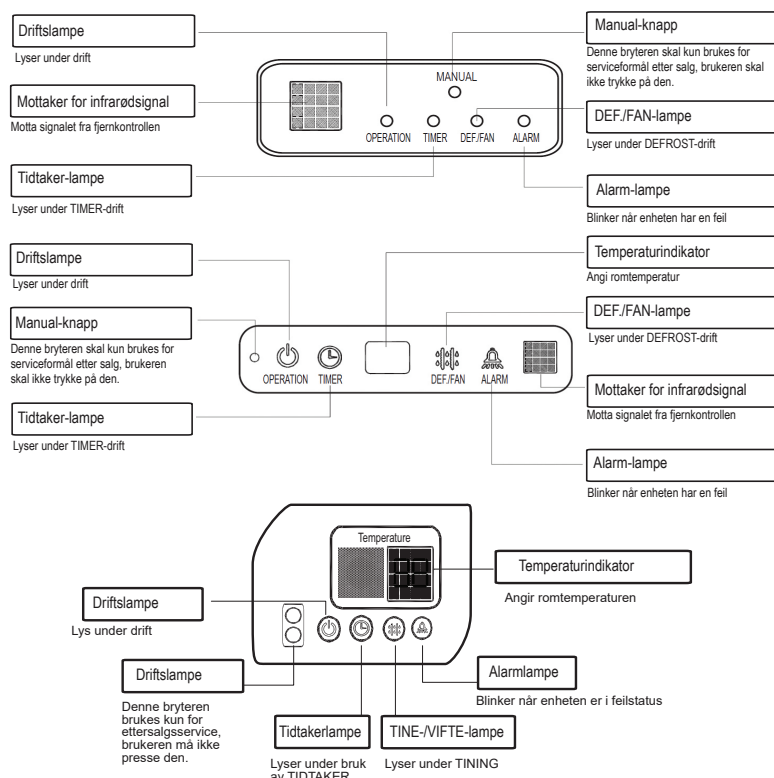 Driftslampe
Lyser under drift
Mottaker for infrarødsignal
Motta signalet fra fjernkontrollen
Tidtaker-lampe
Lyser under TIMER-drift
MANUAL
OPERATION TIMER DEF./FAN ALARM
Manual-knapp
Denne bryteren skal kun brukes for
serviceformål etter salg, brukeren skal
ikke trykke på den.
DEF./FAN-lampe
Lyser under DEFROST-drift
Alarm-lampe
Blinker når enheten har en feil
Driftslampe
Lyser under drift
Manual-knapp
Denne bryteren skal kun brukes for
serviceformål etter salg, brukeren
skal ikke trykke på den.
Tidtaker-lampe
Lyser under TIMER-drift
OPERATION TIMER DEF./FAN ALARM
Temperaturindikator
Angi romtemperatur
DEF./FAN-lampe
Lyser under DEFROST-drift
Mottaker for infrarødsignal
Motta signalet fra fjernkontrollen
Alarm-lampe
Blinker når enheten har en feil
Temperature
Temperaturindikator
Angir romtemperaturen
Driftslampe
Lys under drift
Driftslampe
Denne bryteren
brukes kun for
ettersalgsservice,
brukeren må ikke
presse den.
Tidtakerlampe
Lyser under bruk
av TIDTAKER
TINE-/VIFTE-lampe
Lyser under TINING
Alarmlampe
Blinker når enheten er i feilstatus